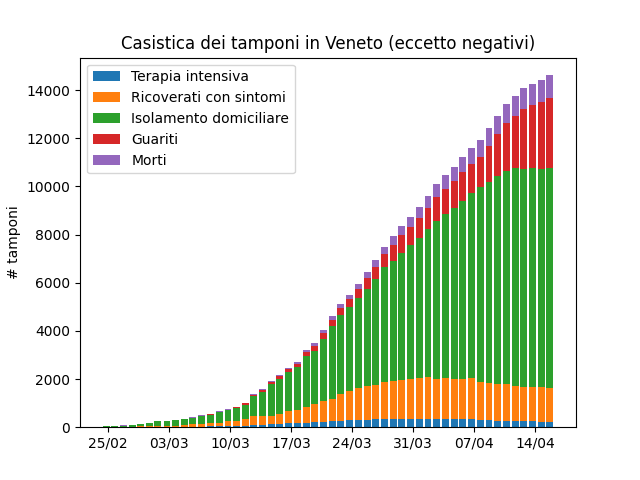 Casistica dei tamponi in Veneto (eccetto negativi)
Terapia intensiva
Ricoverati con sintomi
Isolamento domiciliare
Guariti
Morti
# tamponi
14000
12000
10000
8000
6000
4000
2000
0
25/02 03/03 10/03 17/03 24/03 31/03 07/04 14/04